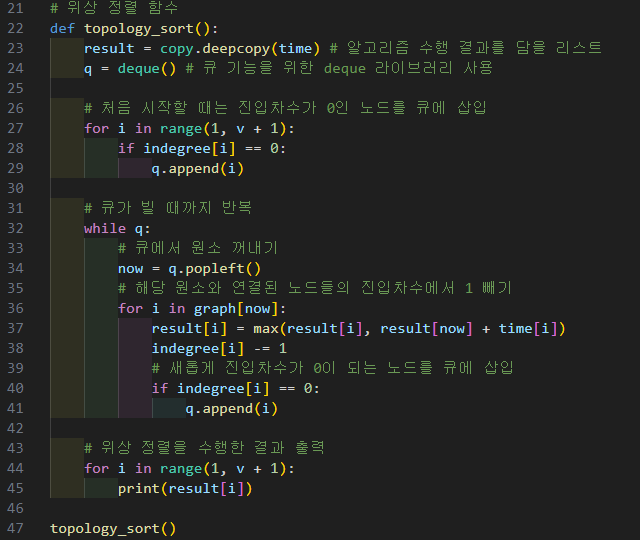 21 # 위상 정렬 함수
22 def topology_sort():
23     result = copy.deepcopy(time) # 알고리즘 수행 결과를 담을 리스트
24     q = deque() # 큐 기능을 위한 deque 라이브러리 사용
25
26     # 처음 시작할 때는 진입차수가 0인 노드를 큐에 삽입
27     for i in range(1, v + 1):
28         if indegree[i] == 0:
29             q.append(i)
30
31     # 큐가 빌 때까지 반복
32     while q:
33         # 큐에서 원소 꺼내기
34         now = q.popleft()
35         # 해당 원소와 연결된 노드들의 진입차수에서 1 빼기
36         for i in graph[now]:
37             result[i] = max(result[i], result[now] + time[i])
38             indegree[i] -= 1
39             # 새롭게 진입차수가 0이 되는 노드를 큐에 삽입
40             if indegree[i] == 0:
41                 q.append(i)
42
43     # 위상 정렬을 수행한 결과 출력
44     for i in range(1, v + 1):
45         print(result[i])
46
47 topology_sort()